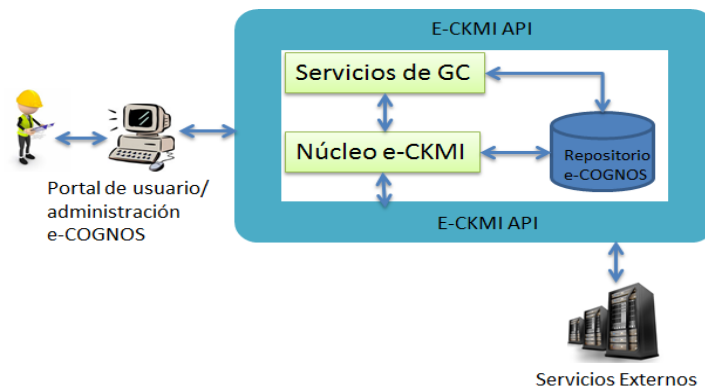 E-CKMI API
Servicios de GC
Núcleo e-CKMI
Repositorio
e-COGNOS
Portal de usuario/
administración
e-COGNOS
E-CKMI API
Servicios Externos